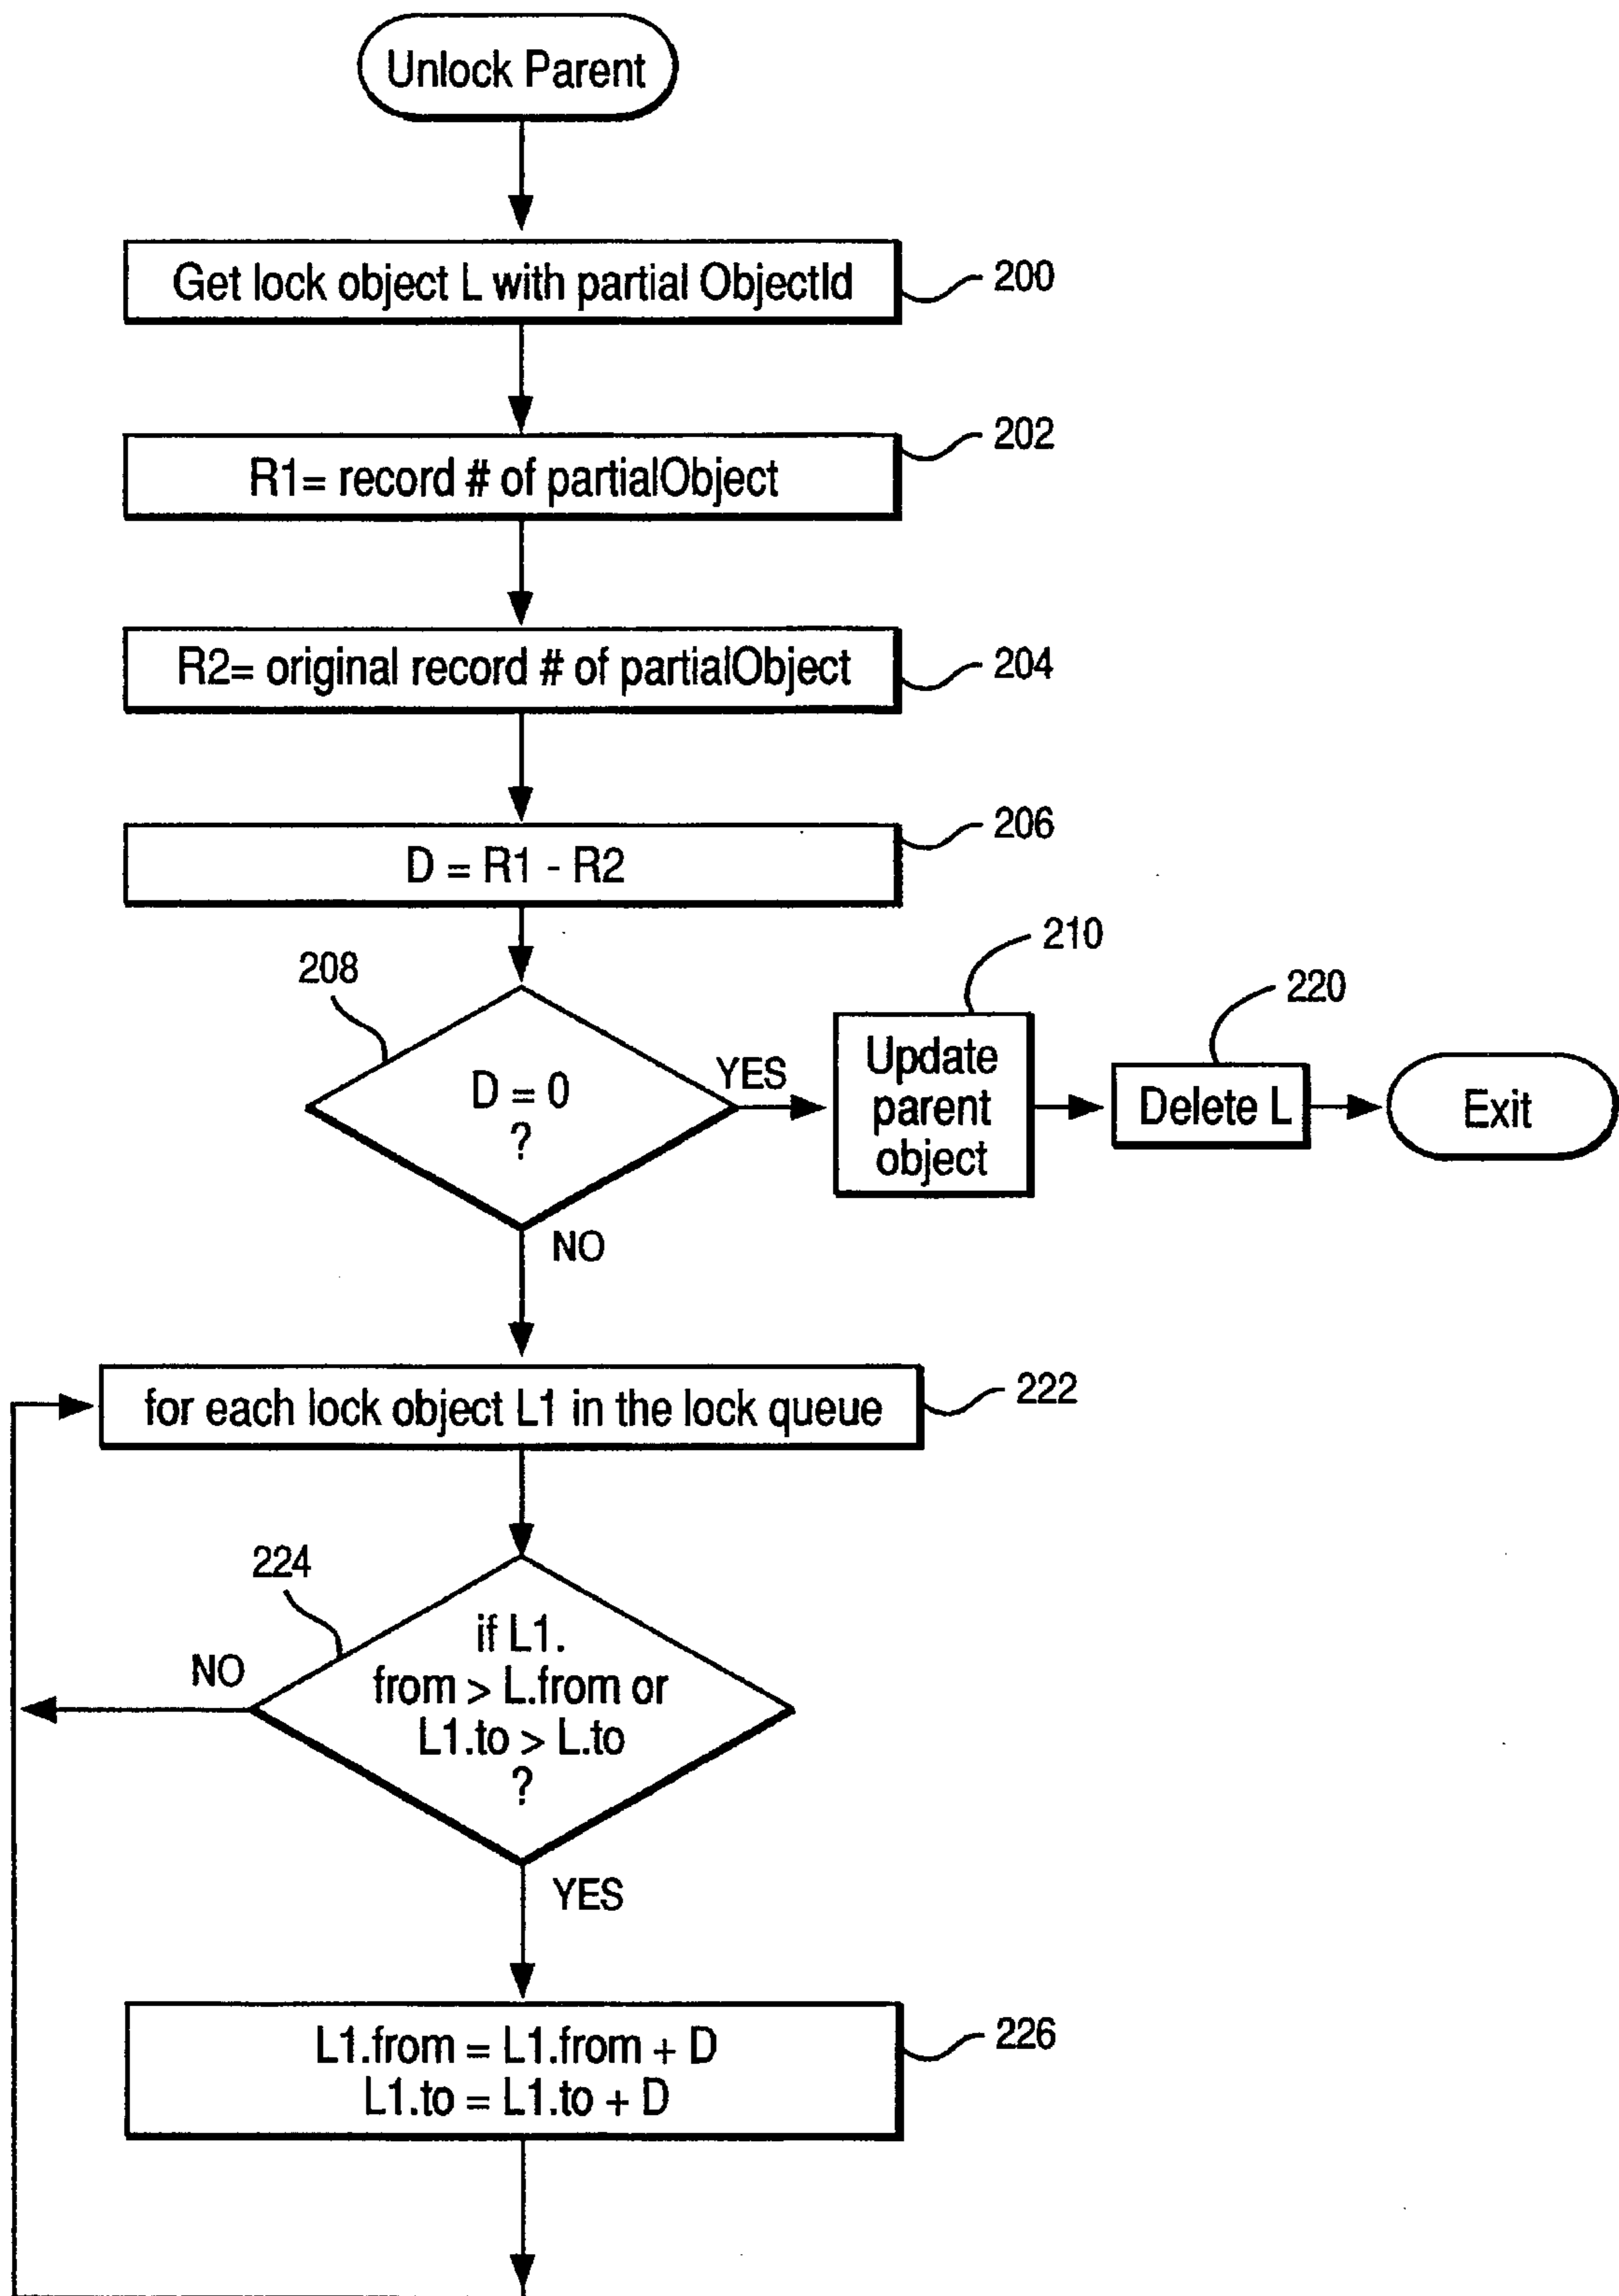 Unlock Parent
Get lock object L with partial ObjectId
200
202
R1= record # of partialObject
R2= original record # of partialObject
204
206
D = R1 - R2
210
208
220
D = 0
?
YES
Update
parent
object
Delete L
Exit
NO
for each lock object L1 in the lock queue
222
224
if L1.
from > L.from or
L1.to > L.to
?
NO
YES
L1.from = L1.from + D
L1.to = L1.to + D
226